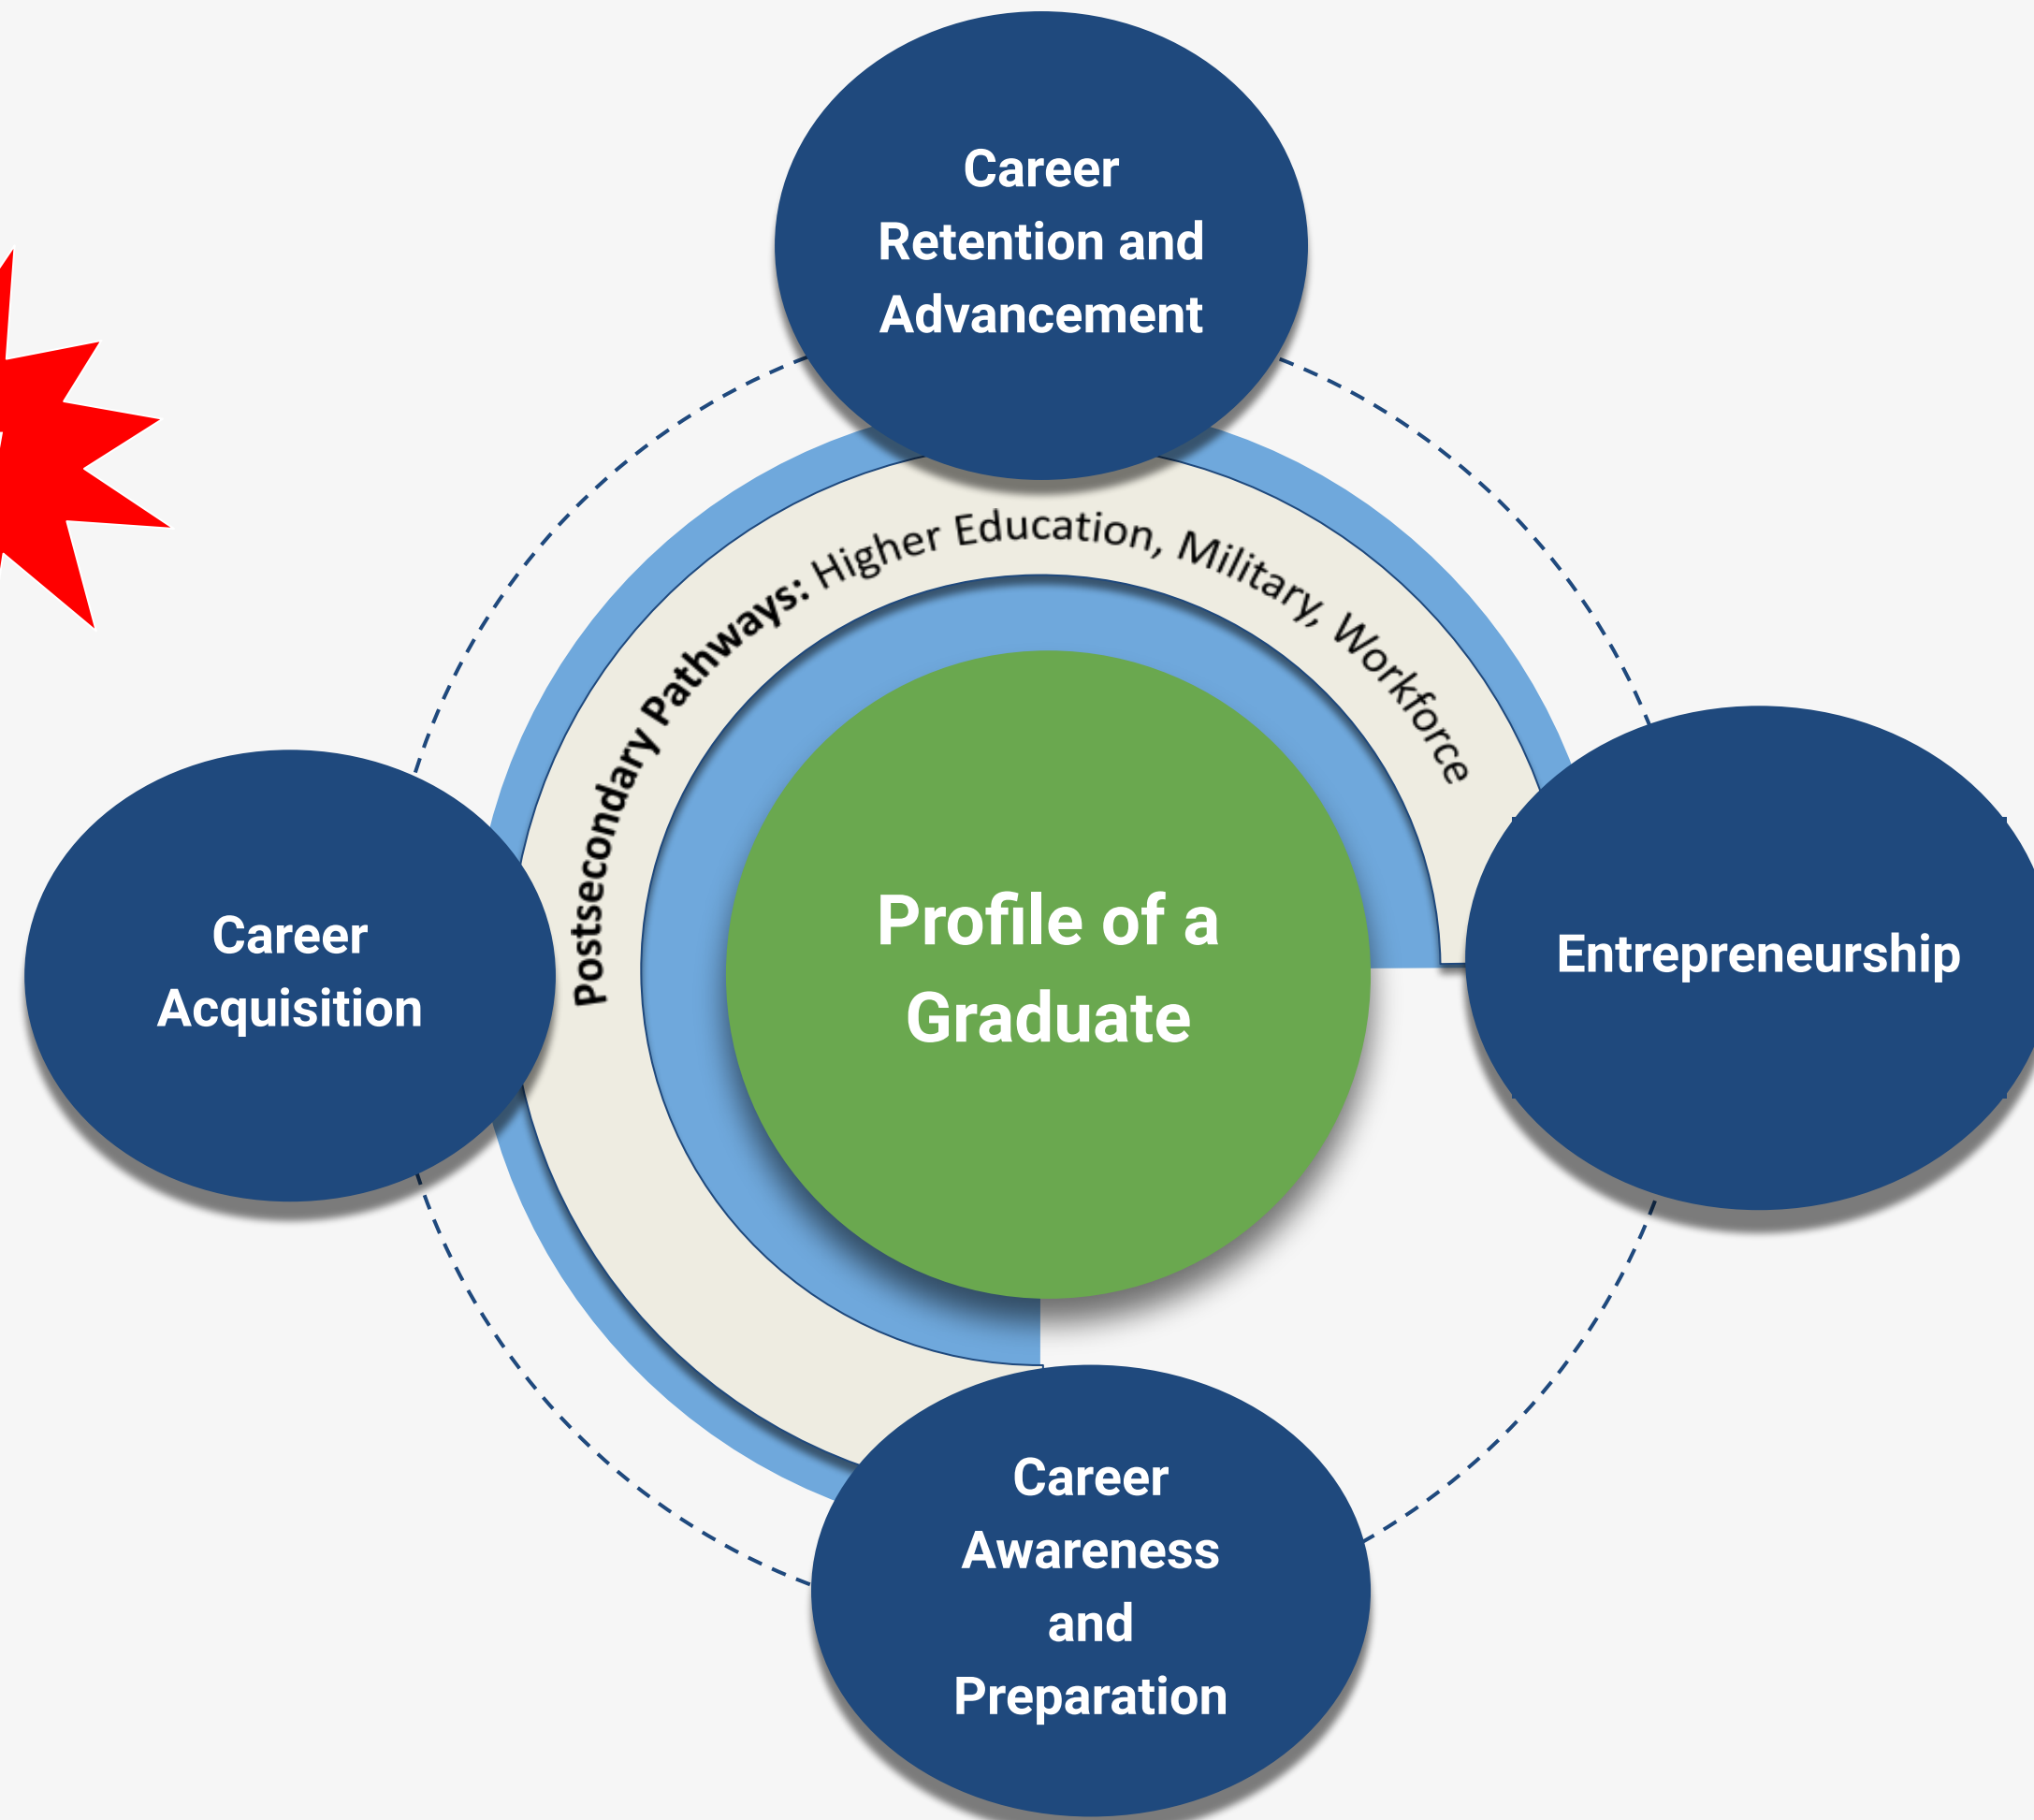 Career
Retention and
Advancement
Postsecondary Pathways: Higher Education, Military, Workforce
Career
Acquisition
Profile of a
Graduate
Entrepreneurship
Career
Awareness
and
Preparation